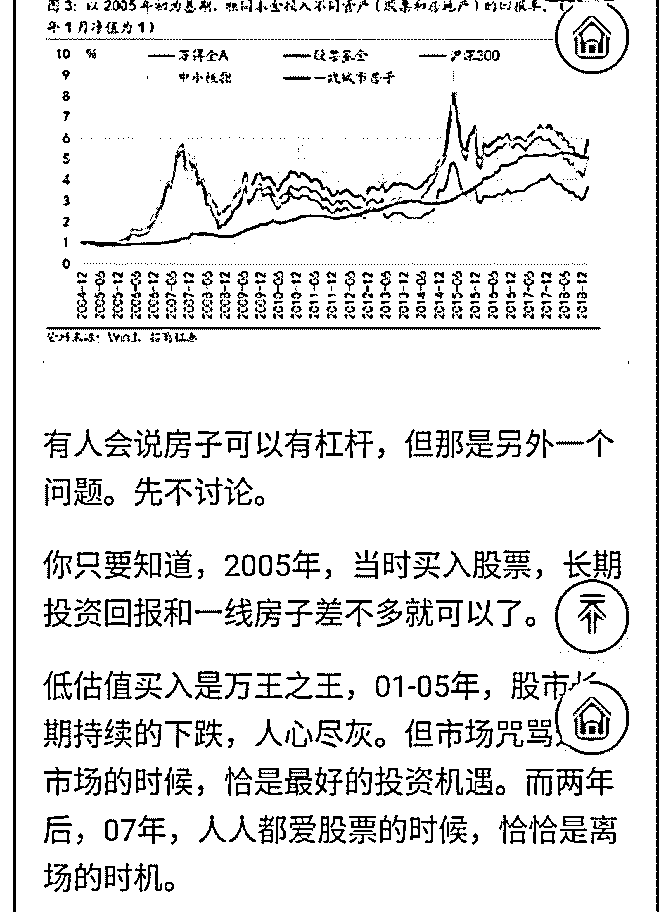 图3: 以 2005 年初为基期，相同本金投入不同资产（股票和房地产）的回报率，
年 1 月净值为 1）
10 % 万得全A 股票基金 沪深300
9 中小板指 一线城市房子
8
7
6
5
4
3
2
1
0
2004-12 2005-06 2005-12 2006-06 2006-12 2007-06 2007-12 2008-06 2008-12 2009-06 2009-12 2010-06 2010-12 2011-06 2011-12 2012-06 2012-12 2013-06 2013-12 2014-06 2014-12 2015-06 2015-12 2016-06 2016-12 2017-06 2017-12 2018-06 2018-12
资料来源: Wind, 招商证券
有人会说房子可以有杠杆，但那是另外一个
问题。先不讨论。
你只要知道，2005年，当时买入股票，长期
投资回报和一线房子差不多就可以了。
低估值买入是万王之王，01-05年，股市长
期持续的下跌，人心尽灰。但市场咒骂
市场的时候，恰是最好的投资机遇。而两年
后，07年，人人都爱股票的时候，恰恰是离
场的时机。